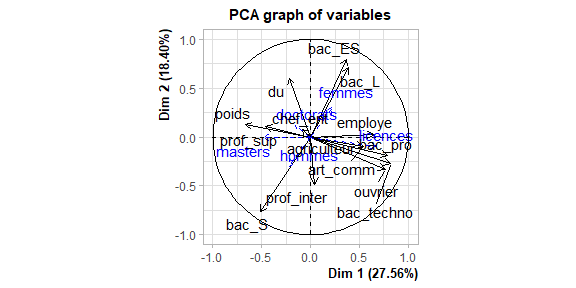 PCA graph of variables
Dim 2 (18.40%)
1.0
0.5
0.0
-0.5
-1.0
bac_ES
bac_L
femmes
du
doctorats
poids
chef_ent
employe
licences
prof_sup
bac_pro
agriculteur
masters
hommes
art_comm
ouvrier
prof_inter
bac_techno
bac_S
-1.0 -0.5 0.0 0.5 1.0
Dim 1 (27.56%)